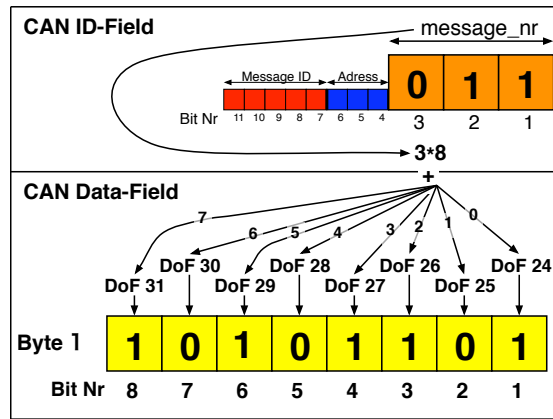 CAN ID-Field
message_nr
Message ID Adress
0 1 1
Bit Nr 11 10 9 8 7 6 5 4 3 2 1
3*8
CAN Data-Field
+
7 6 5 4 3 2 1 0
DoF 30 DoF 28 DoF 26 DoF 24
DoF 31 DoF 29 DoF 27 DoF 25
Byte 1 1 0 1 0 1 1 0 1
Bit Nr 8 7 6 5 4 3 2 1